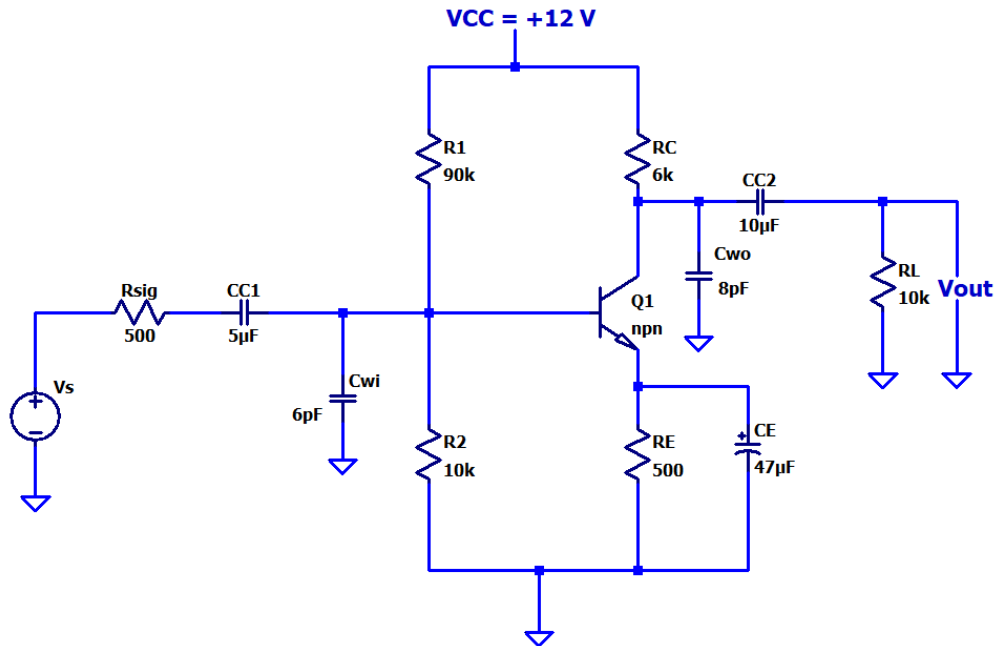 VCC = +12 V
R1
90k
RC
6k
CC2
10µF
Cwo
8pF
RL
10k
Vout
Rsig
500
CC1
5µF
Q1
npn
Vs
Cwi
6pF
R2
10k
RE
500
CE
47µF